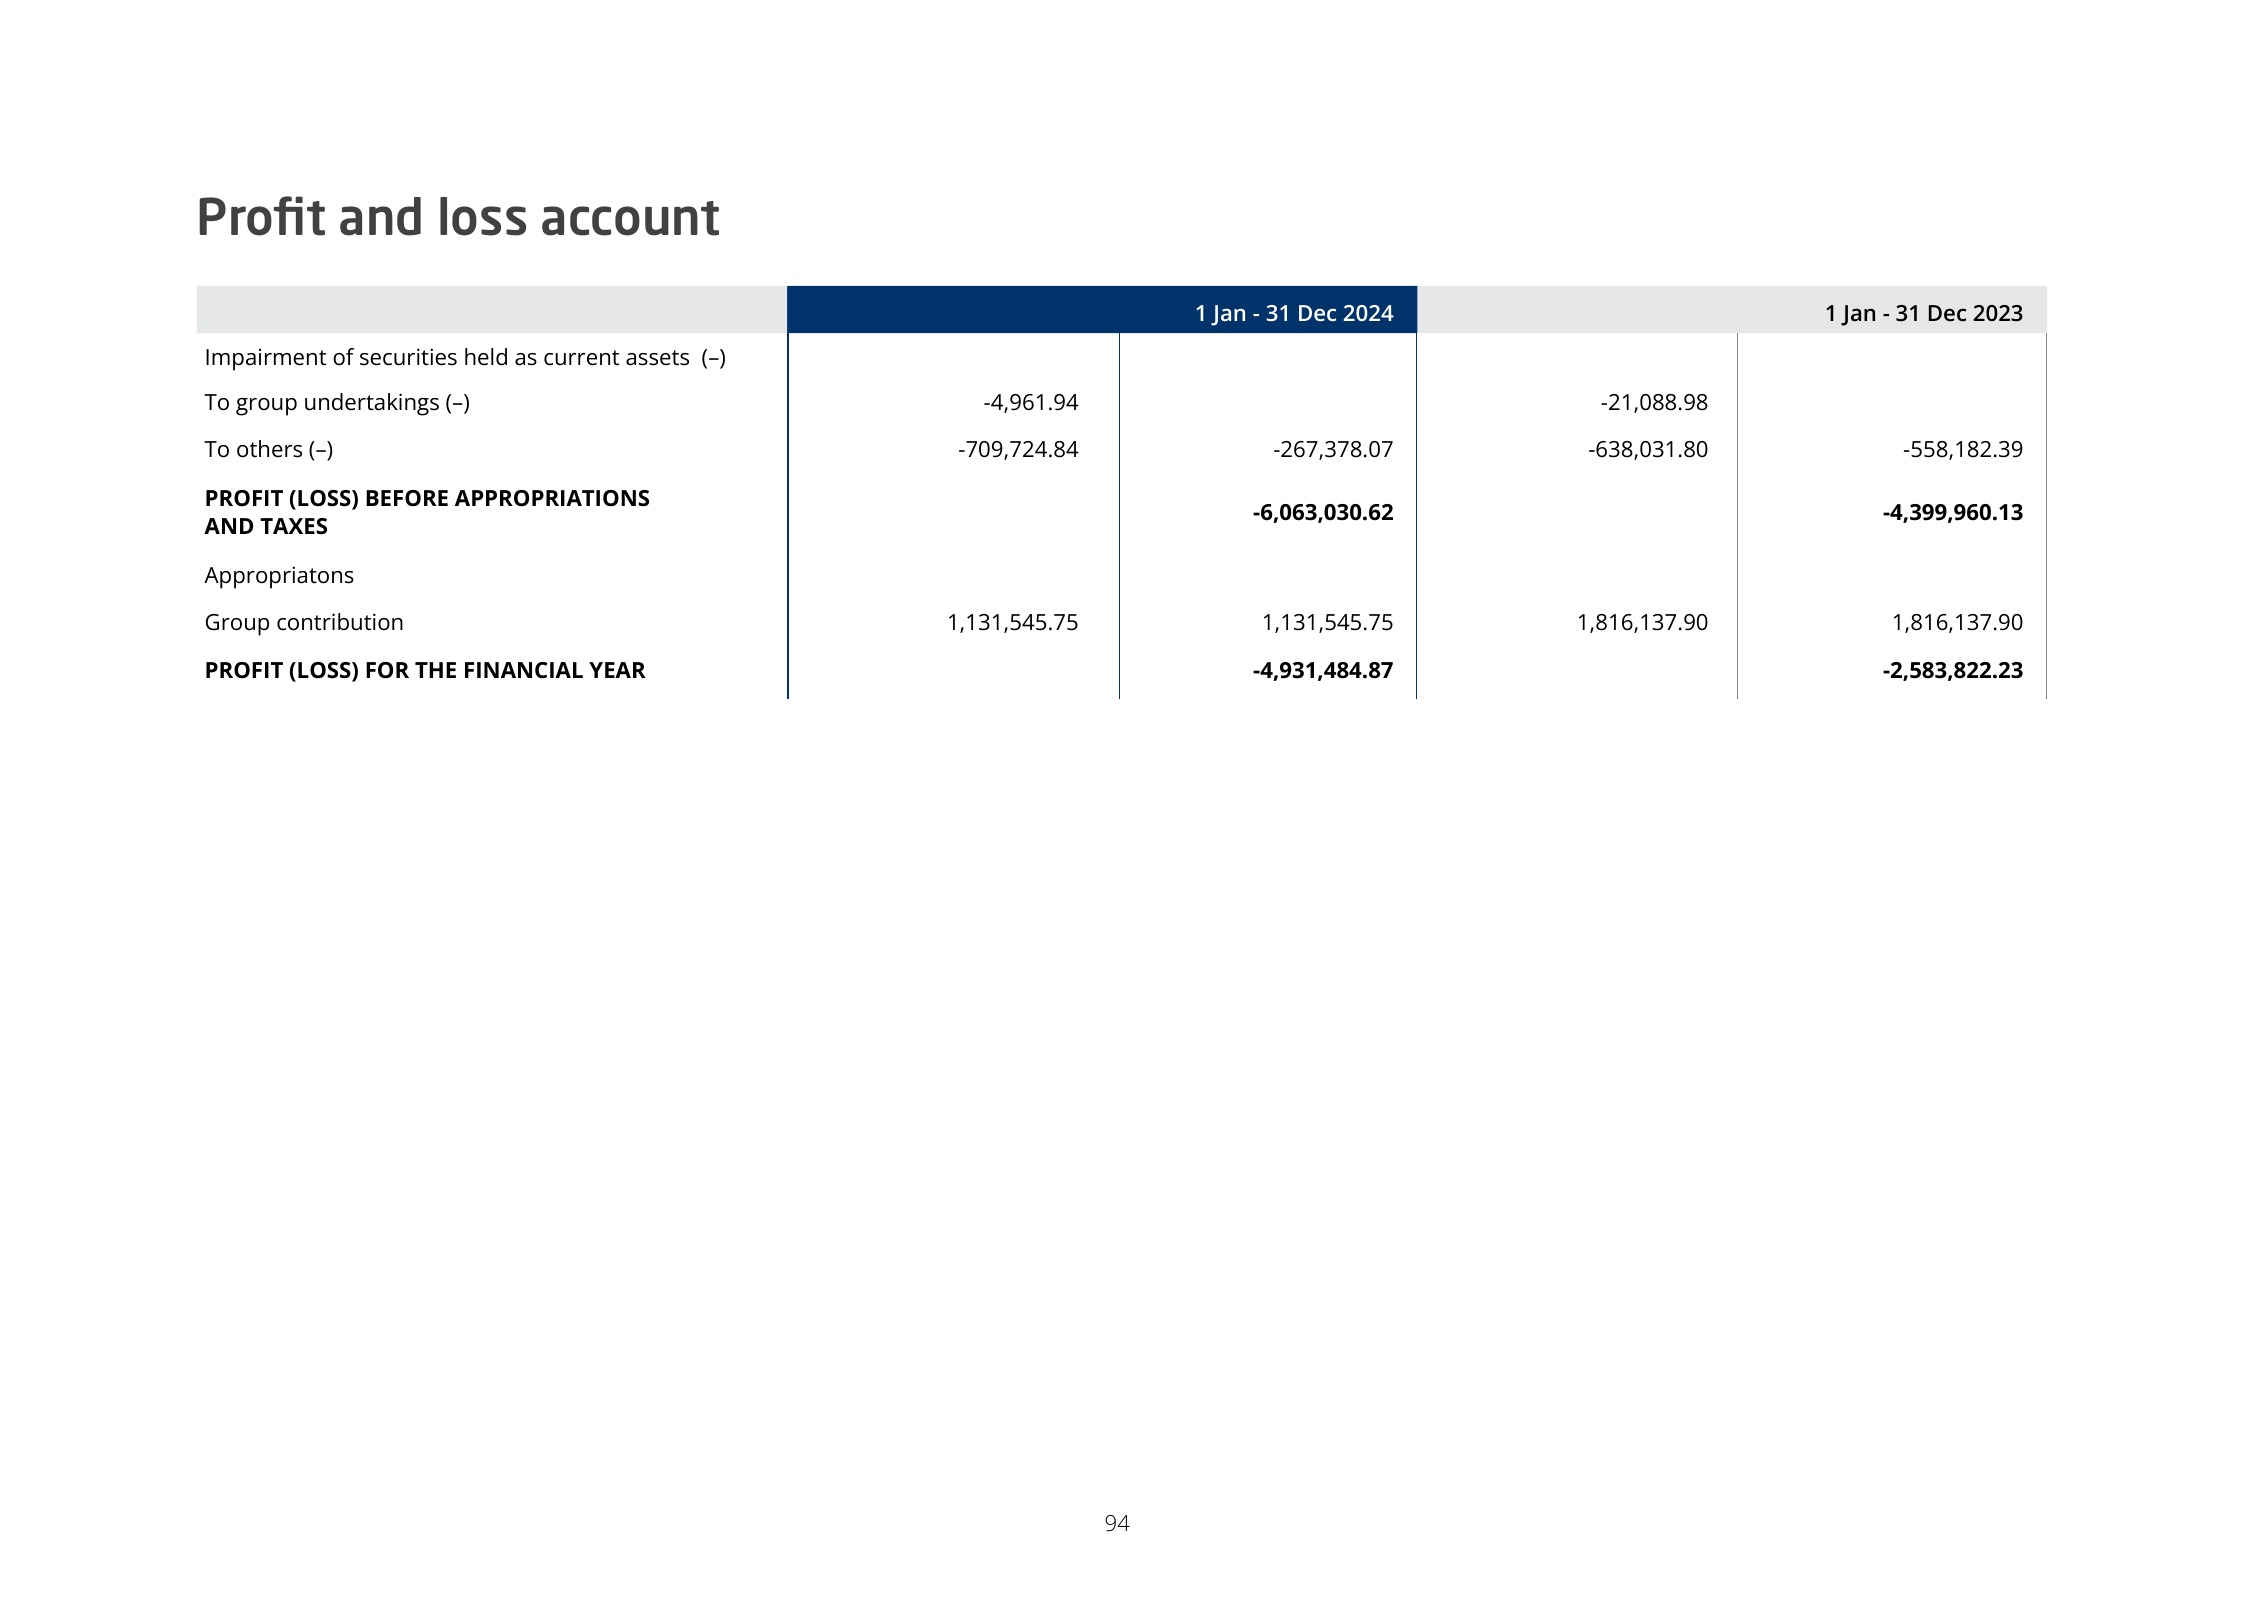 Profit and loss account
1 Jan - 31 Dec 2024 1 Jan - 31 Dec 2023
Impairment of securities held as current assets (–)
To group undertakings (–) -4,961.94 -21,088.98
To others (–) -709,724.84 -267,378.07 -638,031.80 -558,182.39
PROFIT (LOSS) BEFORE APPROPRIATIONS
AND TAXES -6,063,030.62 -4,399,960.13
Appropriatons
Group contribution 1,131,545.75 1,131,545.75 1,816,137.90 1,816,137.90
PROFIT (LOSS) FOR THE FINANCIAL YEAR -4,931,484.87 -2,583,822.23
94